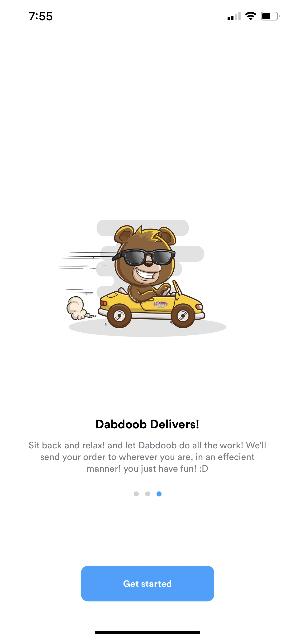 7:55
Dabdoob Delivers!
Sit back and relax! and let Dabdoob do all the work! We'll
send your order to wherever you are, in an effecient
manner! you just have fun! :D
Get started